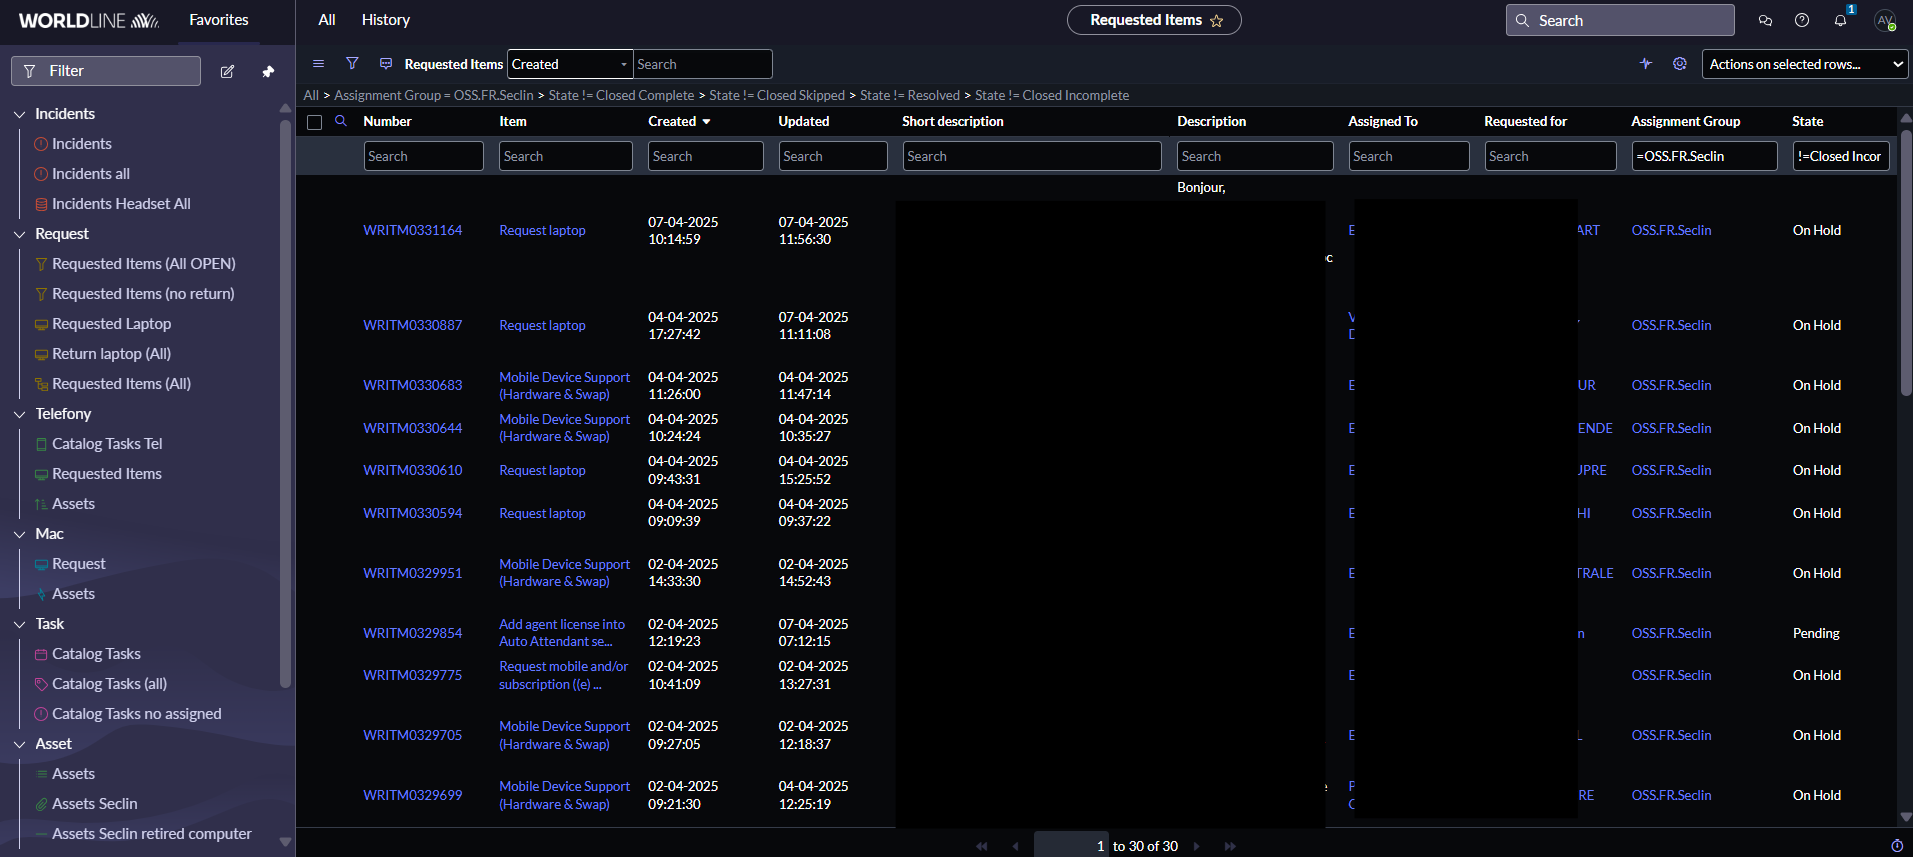 WORLDLINE
Favorites
All
History
Requested Items
Search
1
AV
Filter
Requested Items
Created
Search
Actions on selected rows...
All > Assignment Group = OSS.FR.Seclin > State != Closed Complete > State != Closed Skipped > State != Resolved > State != Closed Incomplete
Incidents
Incidents
Incidents all
Incidents Headset All
Request
Requested Items (All OPEN)
Requested Items (no return)
Requested Laptop
Return laptop (All)
Requested Items (All)
Telefony
Catalog Tasks Tel
Requested Items
Assets
Mac
Request
Assets
Task
Catalog Tasks
Catalog Tasks (all)
Catalog Tasks no assigned
Asset
Assets
Assets Seclin
Assets Seclin retired computer
Number Item Created Updated Short description Description Assigned To Requested for Assignment Group State
Search Search Search Search Search Search Search Search =OSS.FR.Seclin !=Closed Incor
Bonjour,
WRITM0331164 Request laptop 07-04-2025 10:14:59 07-04-2025 11:56:30 E ART OSS.FR.Seclin On Hold
WRITM0330887 Request laptop 04-04-2025 17:27:42 07-04-2025 11:11:08 V D OSS.FR.Seclin On Hold
WRITM0330683 Mobile Device Support (Hardware & Swap) 04-04-2025 11:26:00 04-04-2025 11:47:14 E UR OSS.FR.Seclin On Hold
WRITM0330644 Mobile Device Support (Hardware & Swap) 04-04-2025 10:24:24 04-04-2025 10:35:27 E ENDE OSS.FR.Seclin On Hold
WRITM0330610 Request laptop 04-04-2025 09:43:31 04-04-2025 15:25:52 E UPRE OSS.FR.Seclin On Hold
WRITM0330594 Request laptop 04-04-2025 09:09:39 04-04-2025 09:37:22 E HI OSS.FR.Seclin On Hold
WRITM0329951 Mobile Device Support (Hardware & Swap) 02-04-2025 14:33:30 02-04-2025 14:52:43 E TRALE OSS.FR.Seclin On Hold
WRITM0329854 Add agent license into Auto Attendant se... 02-04-2025 12:19:23 07-04-2025 07:12:15 E n OSS.FR.Seclin Pending
WRITM0329775 Request mobile and/or subscription ((e) ... 02-04-2025 10:41:09 02-04-2025 13:27:31 E OSS.FR.Seclin On Hold
WRITM0329705 Mobile Device Support (Hardware & Swap) 02-04-2025 09:27:05 02-04-2025 12:18:37 E L OSS.FR.Seclin On Hold
WRITM0329699 Mobile Device Support (Hardware & Swap) 02-04-2025 09:21:30 04-04-2025 12:25:19 e P C RE OSS.FR.Seclin On Hold
1 to 30 of 30